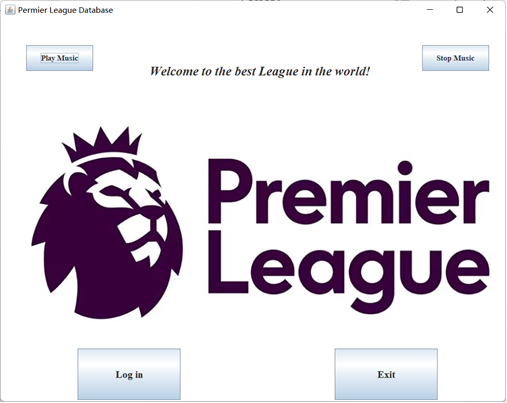 Permier League Database
Play Music
Stop Music
Welcome to the best League in the world!
Premier
League
Log in
Exit